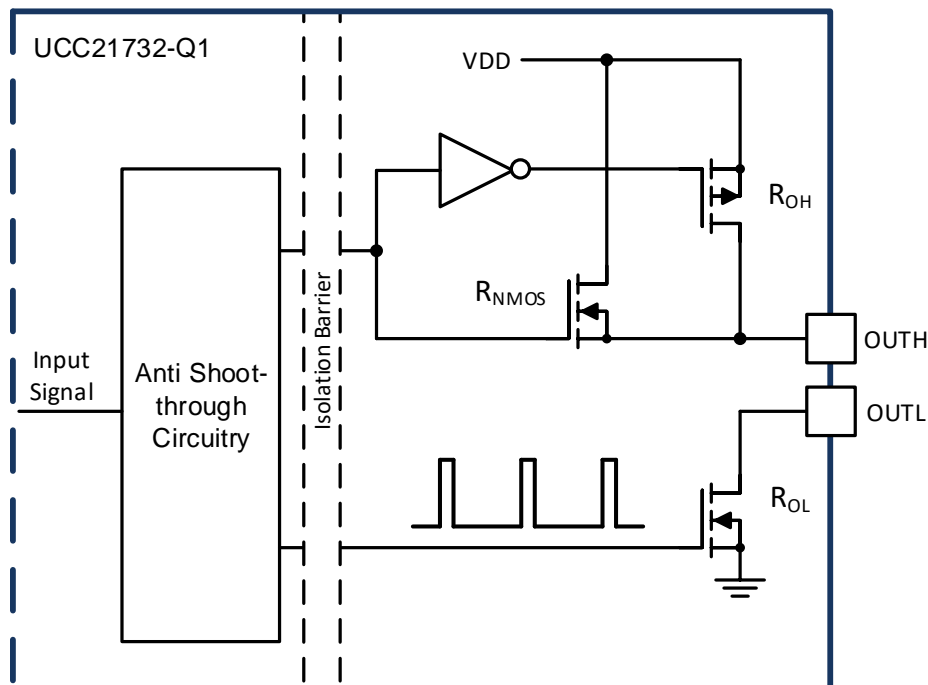 UCC21732-Q1
VDD
R_OH
R_NMOS
Isolation Barrier
OUTH
Input
Signal
Anti Shoot-
through
Circuitry
OUTL
R_OL